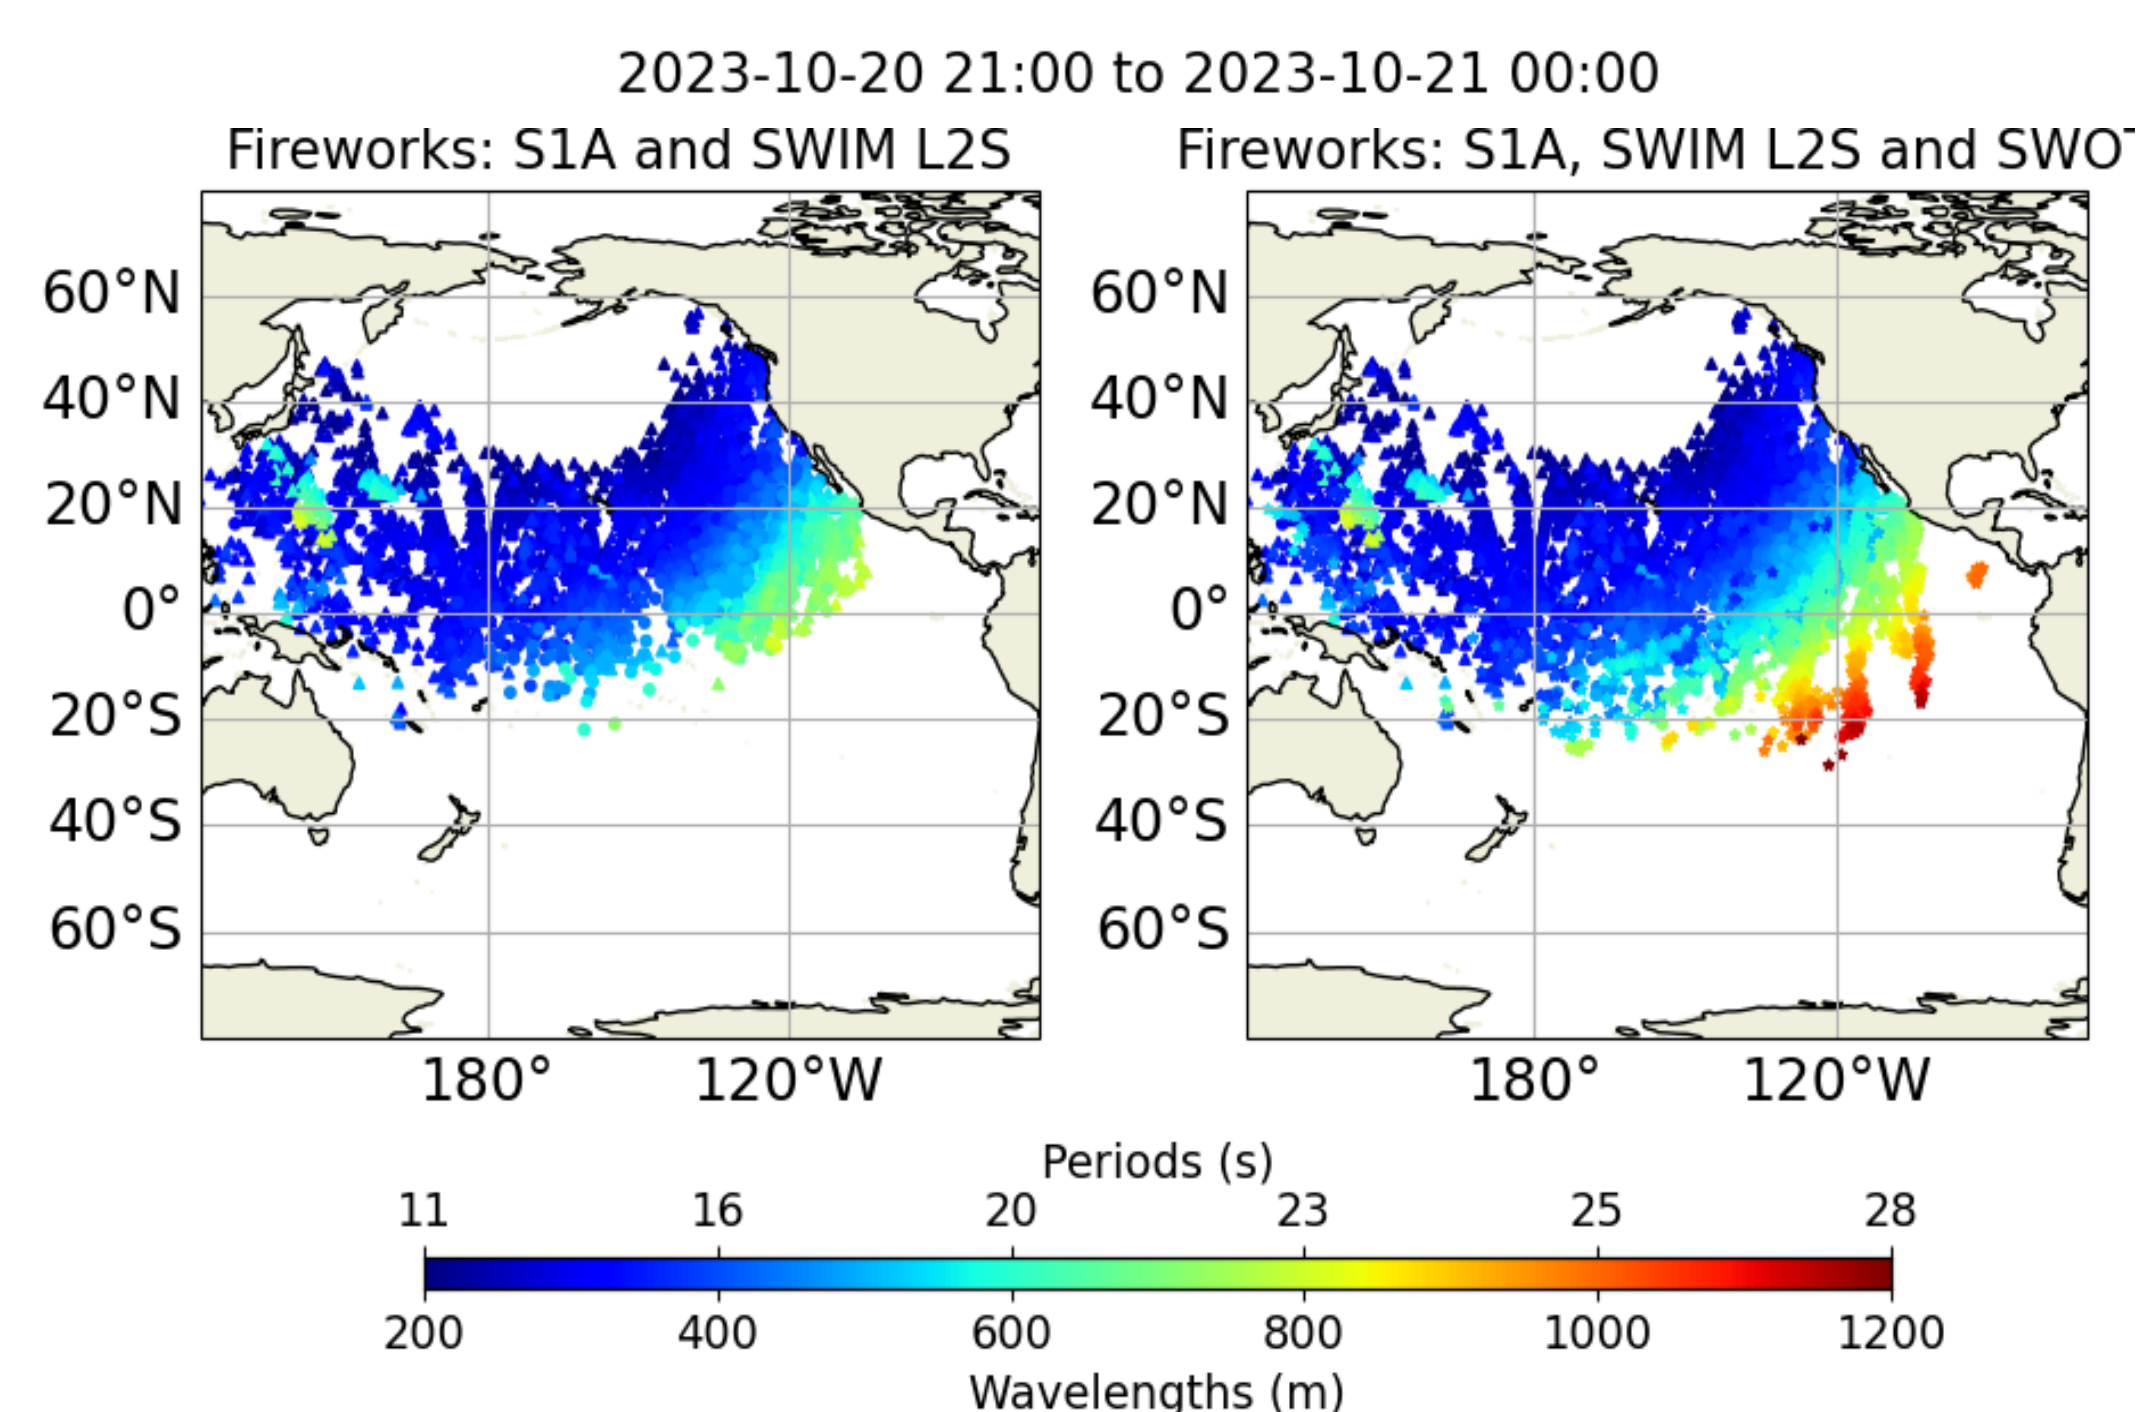 2023-10-20 21:00 to 2023-10-21 00:00
Fireworks: S1A and SWIM L2S
Fireworks: S1A, SWIM L2S and SWOT
60°N
40°N
20°N
0°
20°S
40°S
60°S
180°
120°W
60°N
40°N
20°N
0°
20°S
40°S
60°S
180°
120°W
Periods (s)
11 16 20 23 25 28
200 400 600 800 1000 1200
Wavelengths (m)